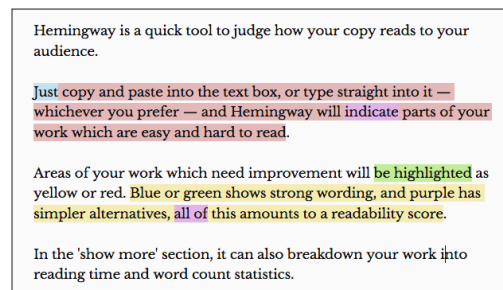 Hemingway is a quick tool to judge how your copy reads to your
audience.
Just copy and paste into the text box, or type straight into it —
whichever you prefer — and Hemingway will indicate parts of your
work which are easy and hard to read.
Areas of your work which need improvement will be highlighted as
yellow or red. Blue or green shows strong wording, and purple has
simpler alternatives, all of this amounts to a readability score.
In the 'show more' section, it can also breakdown your work into
reading time and word count statistics.